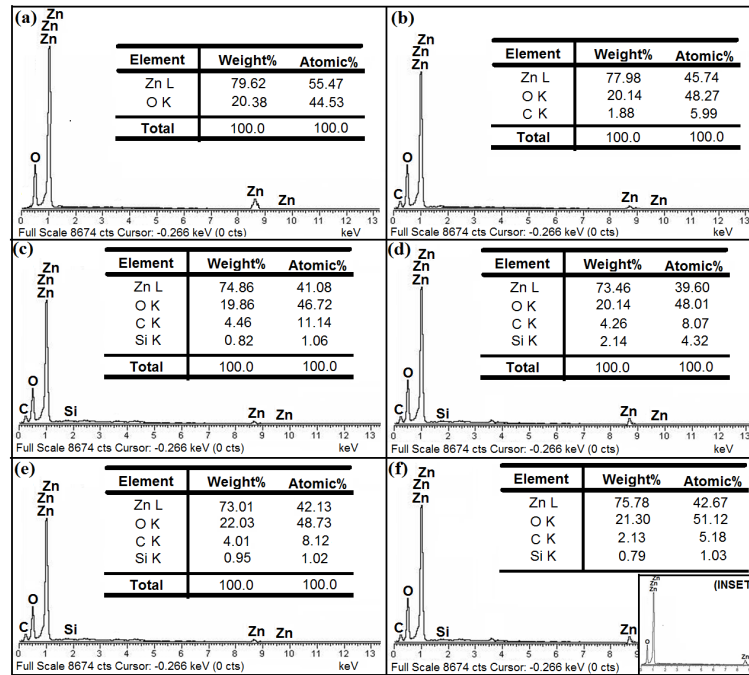 (a)
Zn
Zn
Zn
Element Weight% Atomic%
Zn L 79.62 55.47
O K 20.38 44.53
Total 100.0 100.0
O
Zn
Zn
0 1 2 3 4 5 6 7 8 9 10 11 12 13
Full Scale 8674 cts Cursor: -0.266 keV (0 cts) keV
(b)
Zn
Zn
Zn
Element Weight% Atomic%
Zn L 77.98 45.74
O K 20.14 48.27
C K 1.88 5.99
Total 100.0 100.0
O
C
Zn
Zn
0 1 2 3 4 5 6 7 8 9 10 11 12 13
Full Scale 8674 cts Cursor: -0.266 keV (0 cts) keV
(c)
Zn
Zn
Zn
Element Weight% Atomic%
Zn L 74.86 41.08
O K 19.86 46.72
C K 4.46 11.14
Si K 0.82 1.06
Total 100.0 100.0
O
C
Si
Zn
Zn
0 1 2 3 4 5 6 7 8 9 10 11 12 13
Full Scale 8674 cts Cursor: -0.266 keV (0 cts) keV
(d)
Zn
Zn
Zn
Element Weight% Atomic%
Zn L 73.46 39.60
O K 20.14 48.01
C K 4.26 8.07
Si K 2.14 4.32
Total 100.0 100.0
O
C
Si
Zn
Zn
0 1 2 3 4 5 6 7 8 9 10 11 12 13
Full Scale 8674 cts Cursor: -0.266 keV (0 cts) keV
(e)
Zn
Zn
Zn
Element Weight% Atomic%
Zn L 73.01 42.13
O K 22.03 48.73
C K 4.01 8.12
Si K 0.95 1.02
Total 100.0 100.0
O
C
Si
Zn
Zn
0 1 2 3 4 5 6 7 8 9 10 11 12 13
Full Scale 8674 cts Cursor: -0.266 keV (0 cts) keV
(f)
Zn
Zn
Zn
Element Weight% Atomic%
Zn L 75.78 42.67
O K 21.30 51.12
C K 2.13 5.18
Si K 0.79 1.03
O
C
Si
Zn
0 1 2 3 4 5 6 7 8 9
Full Scale 8674 cts Cursor: -0.266 keV (0 cts)
(INSET
Zn
Zn
Zn
O
Zn